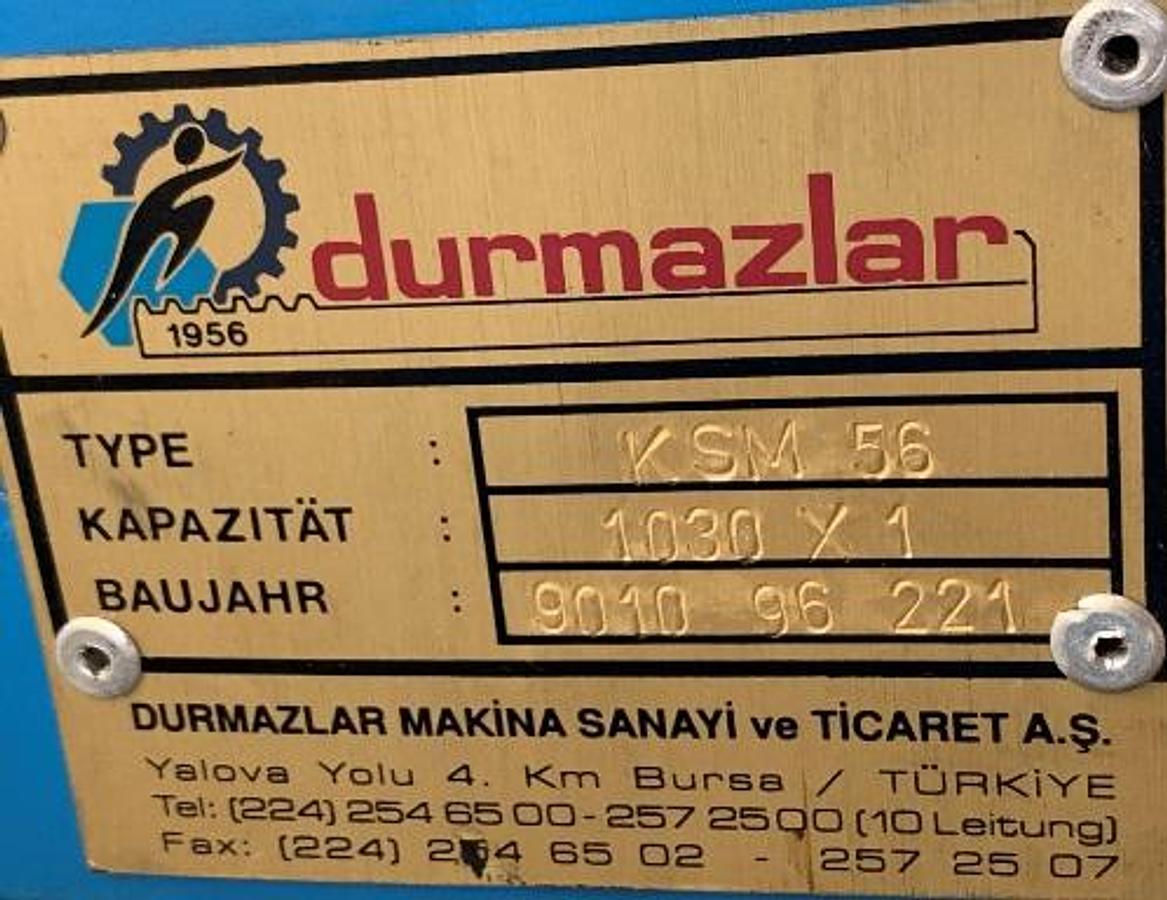 durmazlar
1956
TYPE : KSM 56
KAPAZITÄT : 1030 X 1
BAUJAHR : 9010 96 221
DURMAZLAR MAKİNA SANAYİ ve TİCARET A.Ş.
Yalova Yolu 4. Km Bursa / TÜRKİYE
Tel: (224) 254 65 00 - 257 25 00 (10 Leitung)
Fax: (224) 254 65 02 - 257 25 07